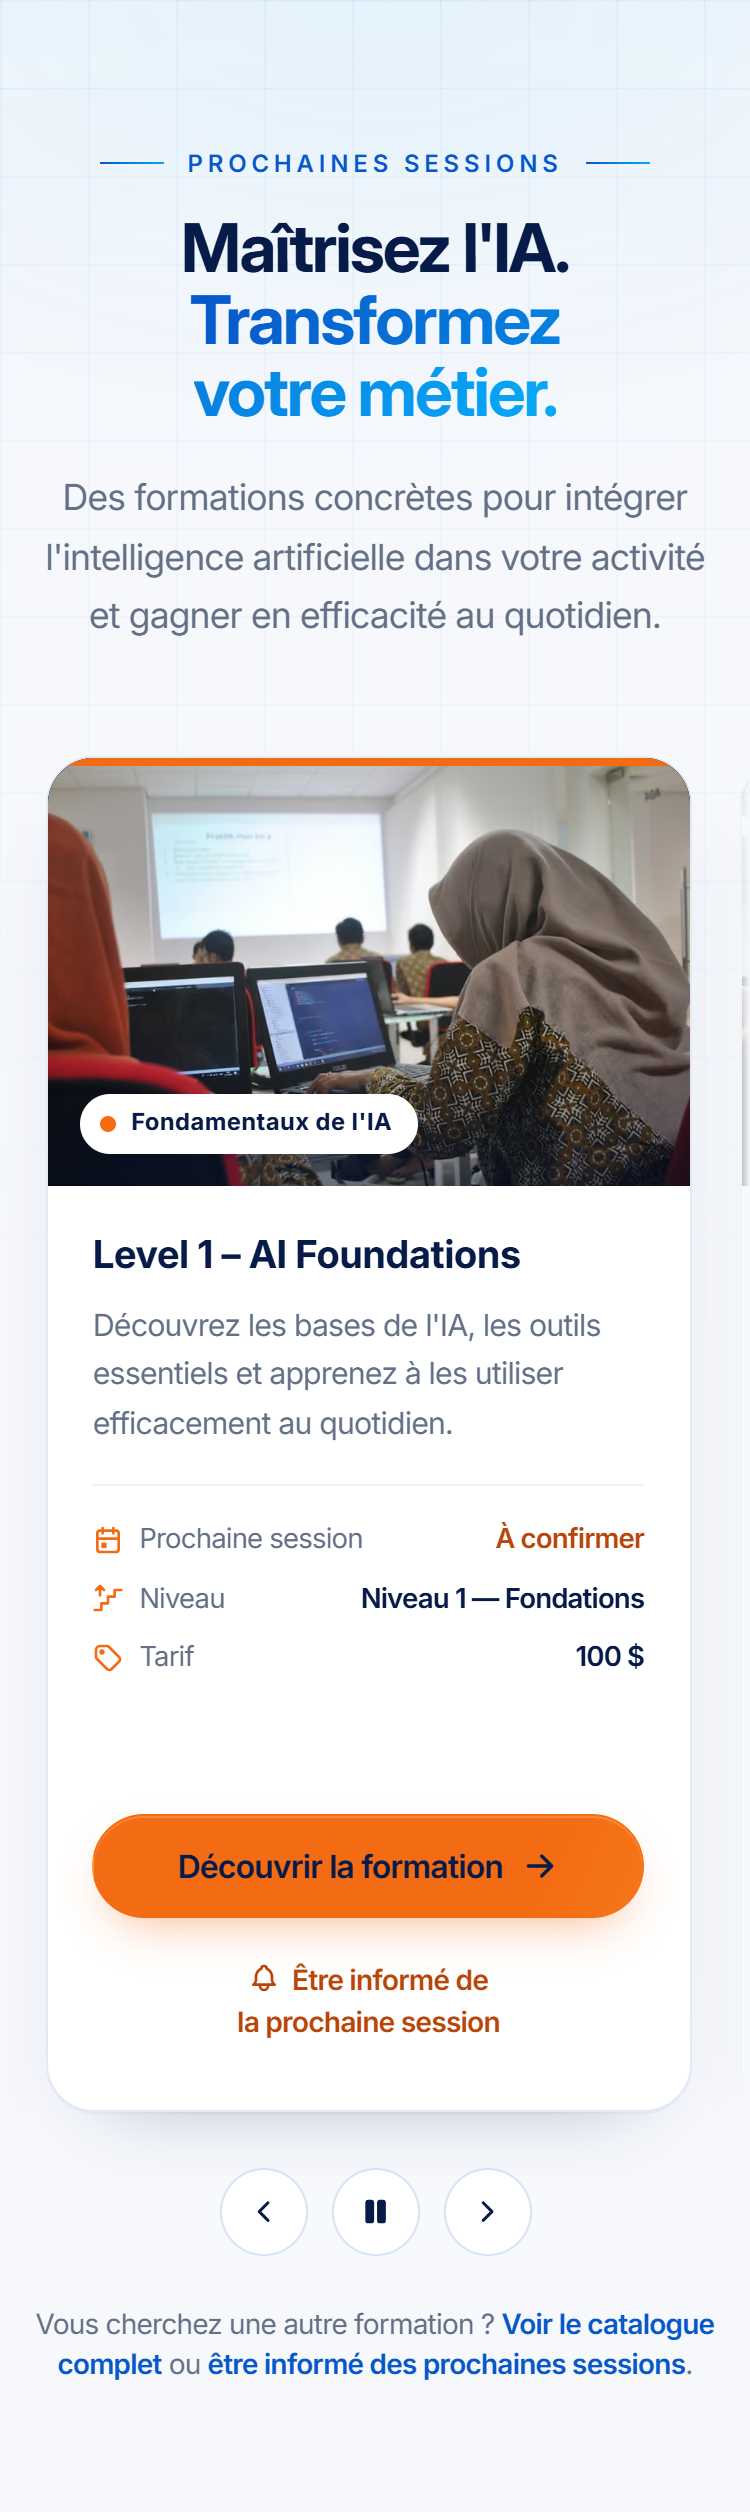 PROCHAINES SESSIONS
Maîtrisez l'IA.
Transformez
votre métier.
Des formations concrètes pour intégrer
l'intelligence artificielle dans votre activité
et gagner en efficacité au quotidien.
Fondamentaux de l'IA
Level 1 – AI Foundations
Découvrez les bases de l'IA, les outils
essentiels et apprenez à les utiliser
efficacement au quotidien.
Prochaine session À confirmer
Niveau Niveau 1 — Fondations
Tarif 100 $
Découvrir la formation
Être informé de
la prochaine session
Vous cherchez une autre formation ? Voir le catalogue
complet ou être informé des prochaines sessions.